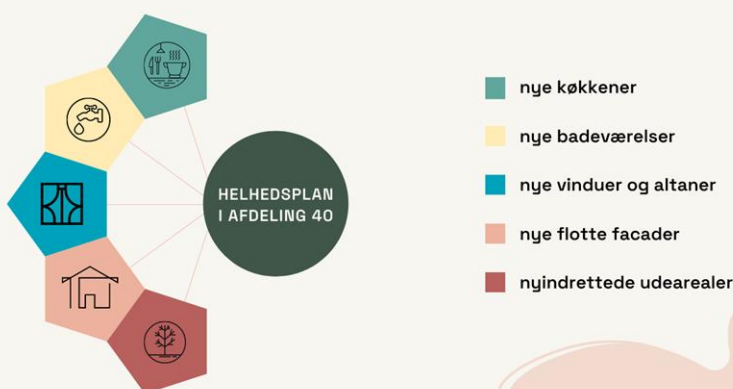 HELHEDSPLAN
I AFDELING 40
nye køkkener
nye badeværelser
nye vinduer og altaner
nye flotte facader
nyindrettede udearealer